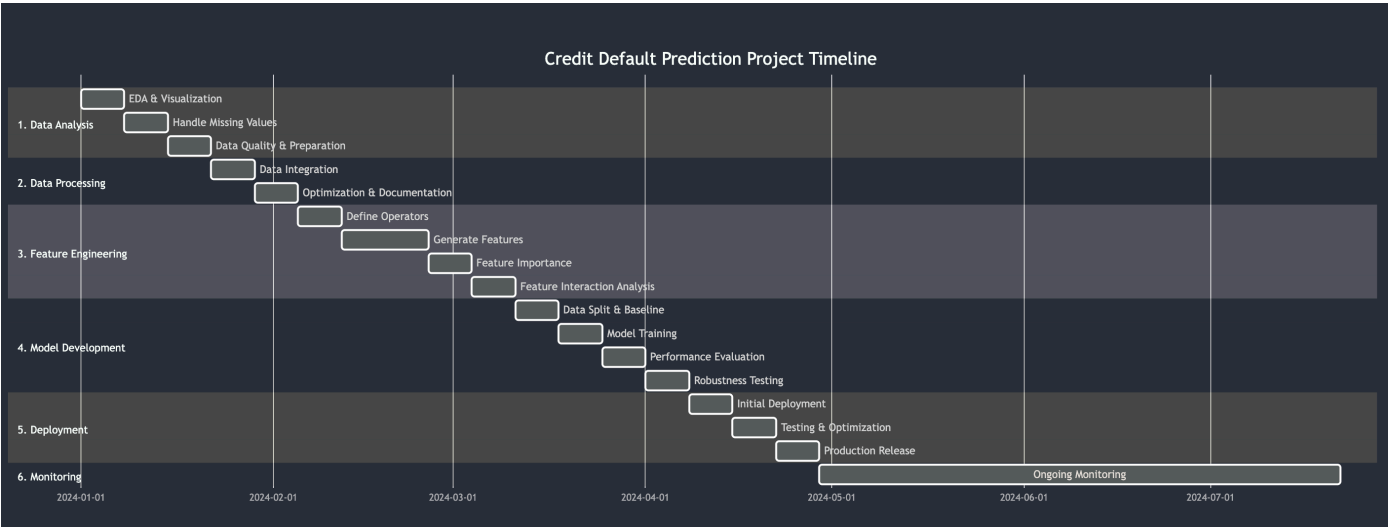 Credit Default Prediction Project Timeline
EDA & Visualization
1. Data Analysis
Handle Missing Values
Data Quality & Preparation
Data Integration
2. Data Processing
Optimization & Documentation
Define Operators
Generate Features
3. Feature Engineering
Feature Importance
Feature Interaction Analysis
Data Split & Baseline
Model Training
4. Model Development
Performance Evaluation
Robustness Testing
Initial Deployment
5. Deployment
Testing & Optimization
Production Release
6. Monitoring
Ongoing Monitoring
2024-01-01 2024-02-01 2024-03-01 2024-04-01 2024-05-01 2024-06-01 2024-07-01